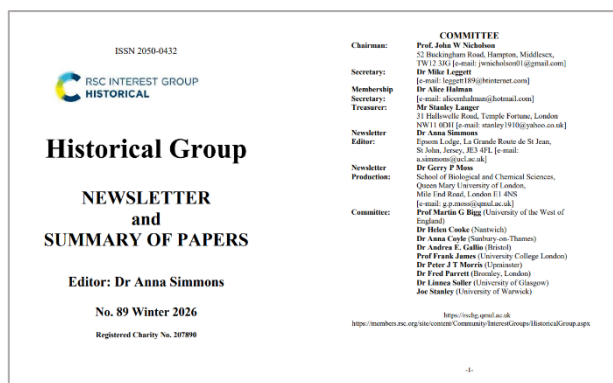 ISSN 2050-0432
RSC INTEREST GROUP
HISTORICAL
Historical Group
NEWSLETTER
and
SUMMARY OF PAPERS
Editor: Dr Anna Simmons
No. 89 Winter 2026
Registered Charity No. 207890
COMMITTEE
Chairman: Prof. John W Nicholson
52 Buckingham Road, Hampton, Middlesex,
TW12 3JG [e-mail: jwnicholson01@gmail.com]
Secretary: Dr Mike Leggett
[e-mail: leggett189@btinternet.com]
Membership Dr Alice Halman
Secretary: [e-mail: alicemhalman@hotmail.com]
Treasurer: Mr Stanley Langer
31 Hallswelle Road, Temple Fortune, London
NW11 0DH [e-mail: stanley1910@yahoo.co.uk]
Newsletter Dr Anna Simmons
Editor: Epsom Lodge, La Grande Route de St Jean,
St John, Jersey, JE3 4FL [e-mail:
a.simmons@ucl.ac.uk]
Newsletter Dr Gerry P Moss
Production: School of Biological and Chemical Sciences,
Queen Mary University of London,
Mile End Road, London E1 4NS
[e-mail: g.p.moss@qmul.ac.uk]
Committee: Prof Martin G Bigg (University of the West of
England)
Dr Helen Cooke (Nantwich)
Dr Anna Coyle (Sunbury-on-Thames)
Dr Andrea E. Gallio (Bristol)
Prof Frank James (University College London)
Dr Peter J T Morris (Upminster)
Dr Fred Parrett (Bromley, London)
Dr Linnea Soller (University of Glasgow)
Joe Stanley (University of Warwick)
https://rschg.qmul.ac.uk
https://members.rsc.org/site/content/Community/InterestGroups/HistoricalGroup.aspx
-1-